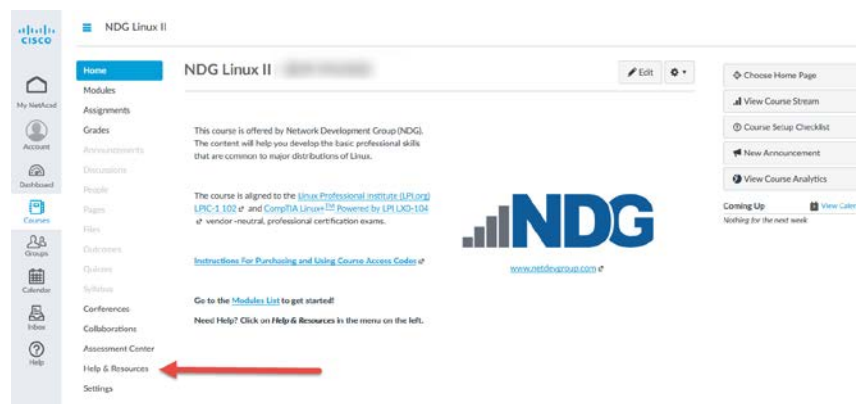 CISCO
NDG Linux II
My NetAcad
Account
Dashboard
Courses
Groups
Calendar
Inbox
Help
Home
Modules
Assignments
Grades
Announcements
Discussions
People
Pages
Files
Outcomes
Quizzes
Syllabus
Conferences
Collaborations
Assessment Center
Help & Resources
Settings
NDG Linux II
Edit
This course is offered by Network Development Group (NDG).
The content will help you develop the basic professional skills
that are common to major distributions of Linux.
The course is aligned to the Linux Professional Institute (LPI.org)
LPIC-1 102 and CompTIA Linux+™ Powered by LPI LX0-104
vendor-neutral, professional certification exams.
Instructions For Purchasing and Using Course Access Codes
Go to the Modules List to get started!
Need Help? Click on Help & Resources in the menu on the left.
NDG
www.netdevgroup.com
Choose Home Page
View Course Stream
Course Setup Checklist
New Announcement
View Course Analytics
Coming Up
View Calen
Nothing for the next week